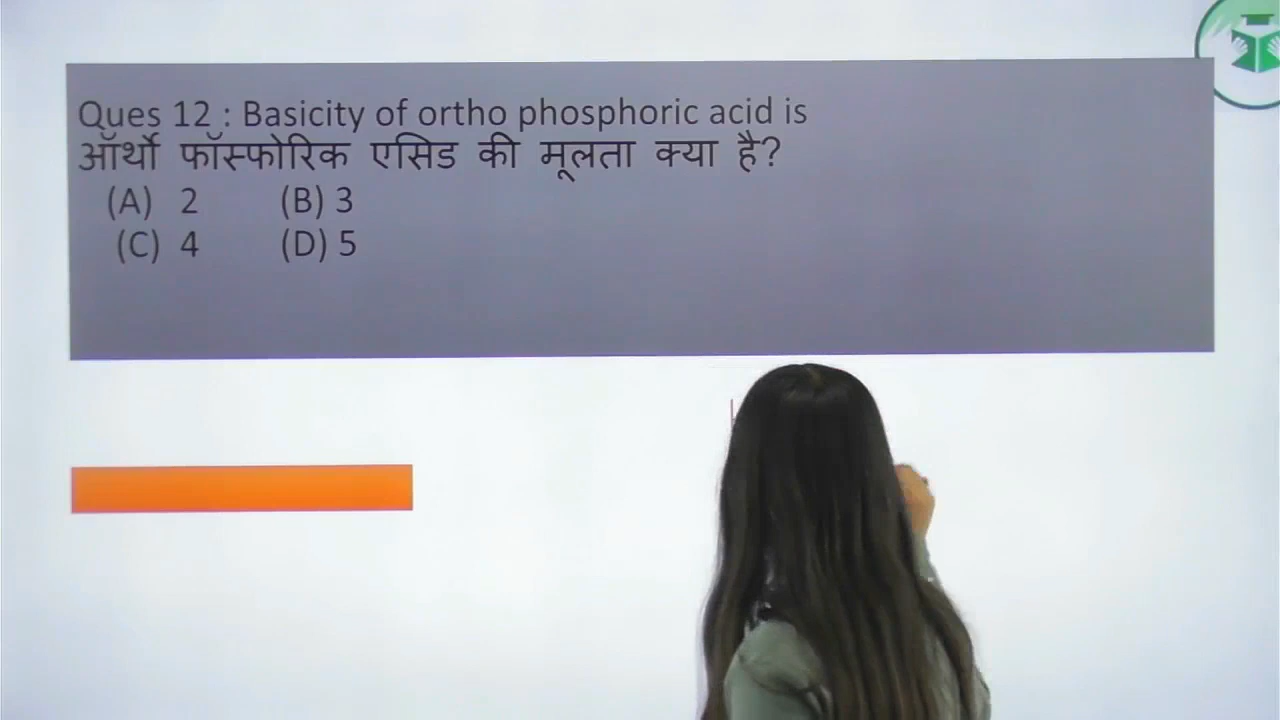 Ques 12 : Basicity of ortho phosphoric acid is
ऑर्थो फॉस्फोरिक एसिड की मूलता क्या है?
(A) 2 (B) 3
(C) 4 (D) 5